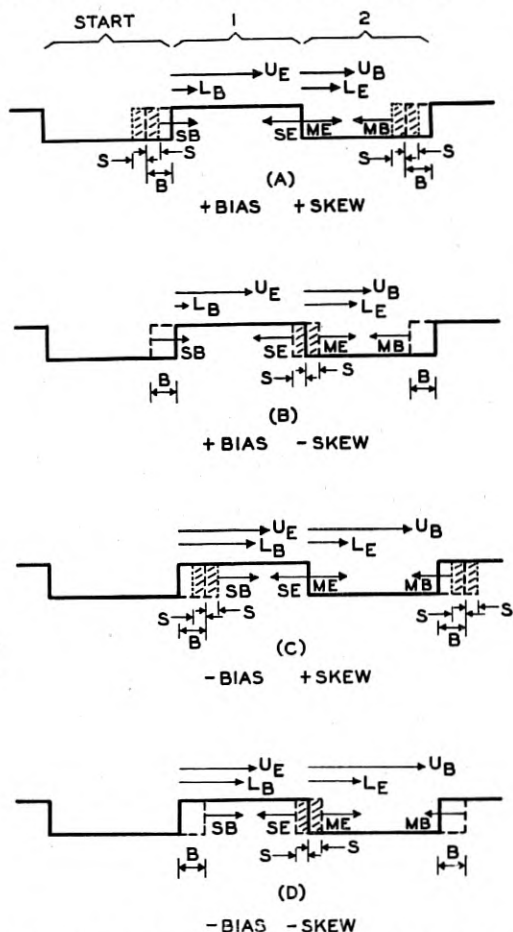 START 1 2
U_E U_B
L_B L_E
SB SE ME MB
S S S S
B B
(A)
+BIAS +SKEW
U_E U_B
L_B L_E
SB SE ME MB
B S S B
(B)
+BIAS -SKEW
U_E U_B
L_B L_E
SB SE ME MB
S S S S
B B
(C)
-BIAS +SKEW
U_E U_B
L_B L_E
SB SE ME MB
B S S B
(D)
-BIAS -SKEW